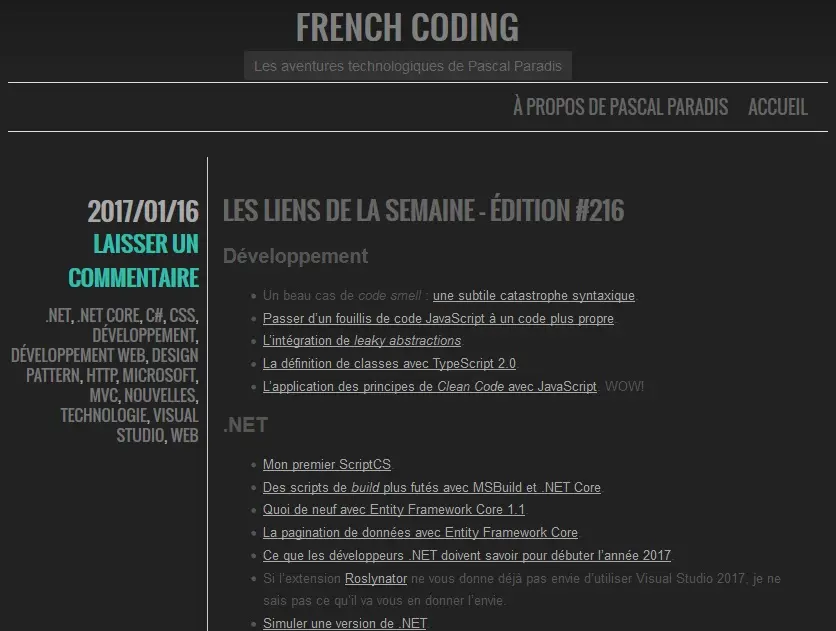 FRENCH CODING
Les aventures technologiques de Pascal Paradis
À PROPOS DE PASCAL PARADIS ACCUEIL
2017/01/16
LAISSER UN
COMMENTAIRE
.NET, .NET CORE, C#, CSS,
DÉVELOPPEMENT,
DÉVELOPPEMENT WEB, DESIGN
PATTERN, HTTP, MICROSOFT,
MVC, NOUVELLES,
TECHNOLOGIE, VISUAL
STUDIO, WEB
LES LIENS DE LA SEMAINE - ÉDITION #216
Développement
• Un beau cas de code smell : une subtile catastrophe syntaxique.
• Passer d'un fouillis de code JavaScript à un code plus propre.
• L'intégration de leaky abstractions.
• La définition de classes avec TypeScript 2.0.
• L'application des principes de Clean Code avec JavaScript. WOW!
.NET
• Mon premier ScriptCS.
• Des scripts de build plus futés avec MSBuild et .NET Core.
• Quoi de neuf avec Entity Framework Core 1.1.
• La pagination de données avec Entity Framework Core.
• Ce que les développeurs .NET doivent savoir pour débuter l'année 2017.
• Si l'extension Roslynator ne vous donne déjà pas envie d'utiliser Visual Studio 2017, je ne
sais pas ce qu'il va vous en donner l'envie.
• Simuler une version de .NET.